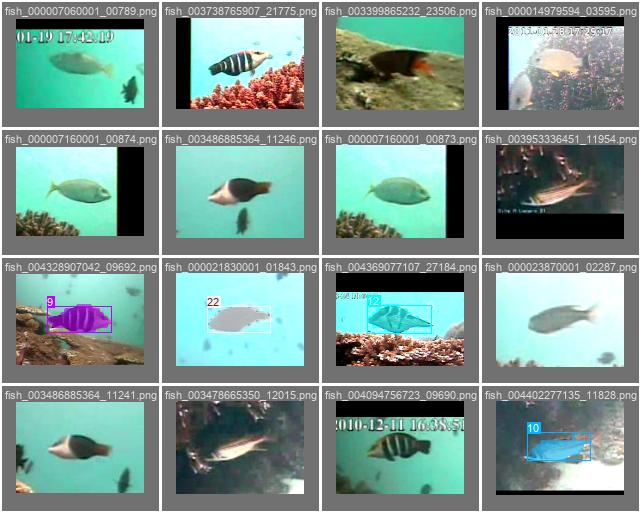 fish_000007060001_00789.png
fish_003738765907_21775.png
fish_003399865232_23506.png
fish_000014979594_03595.png
01-19 17:42:19
fish_000007160001_00874.png
fish_003486885364_11246.png
fish_000007160001_00873.png
fish_003953336451_11954.png
fish_004328907042_09692.png
fish_000021830001_01843.png
fish_004369077107_27184.png
fish_000023870001_02287.png
9
22
12
fish_003486885364_11241.png
fish_003478665350_12015.png
fish_004094756723_09690.png
fish_004402277135_11828.png
2010-12-11 16:38:51
10